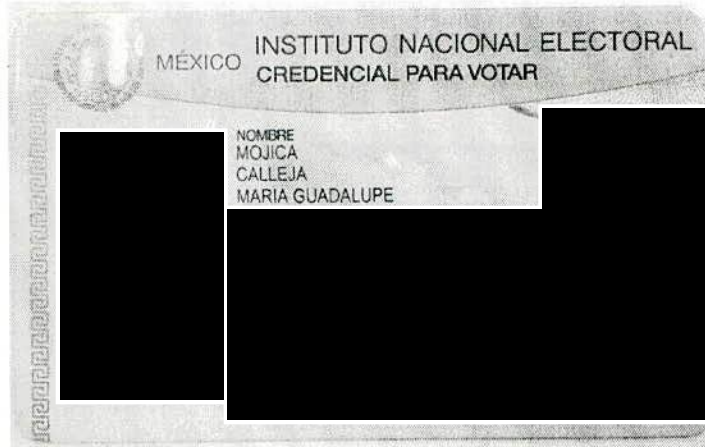 MÉXICO
INSTITUTO NACIONAL ELECTORAL
CREDENCIAL PARA VOTAR
NOMBRE
MOJICA
CALLEJA
MARIA GUADALUPE